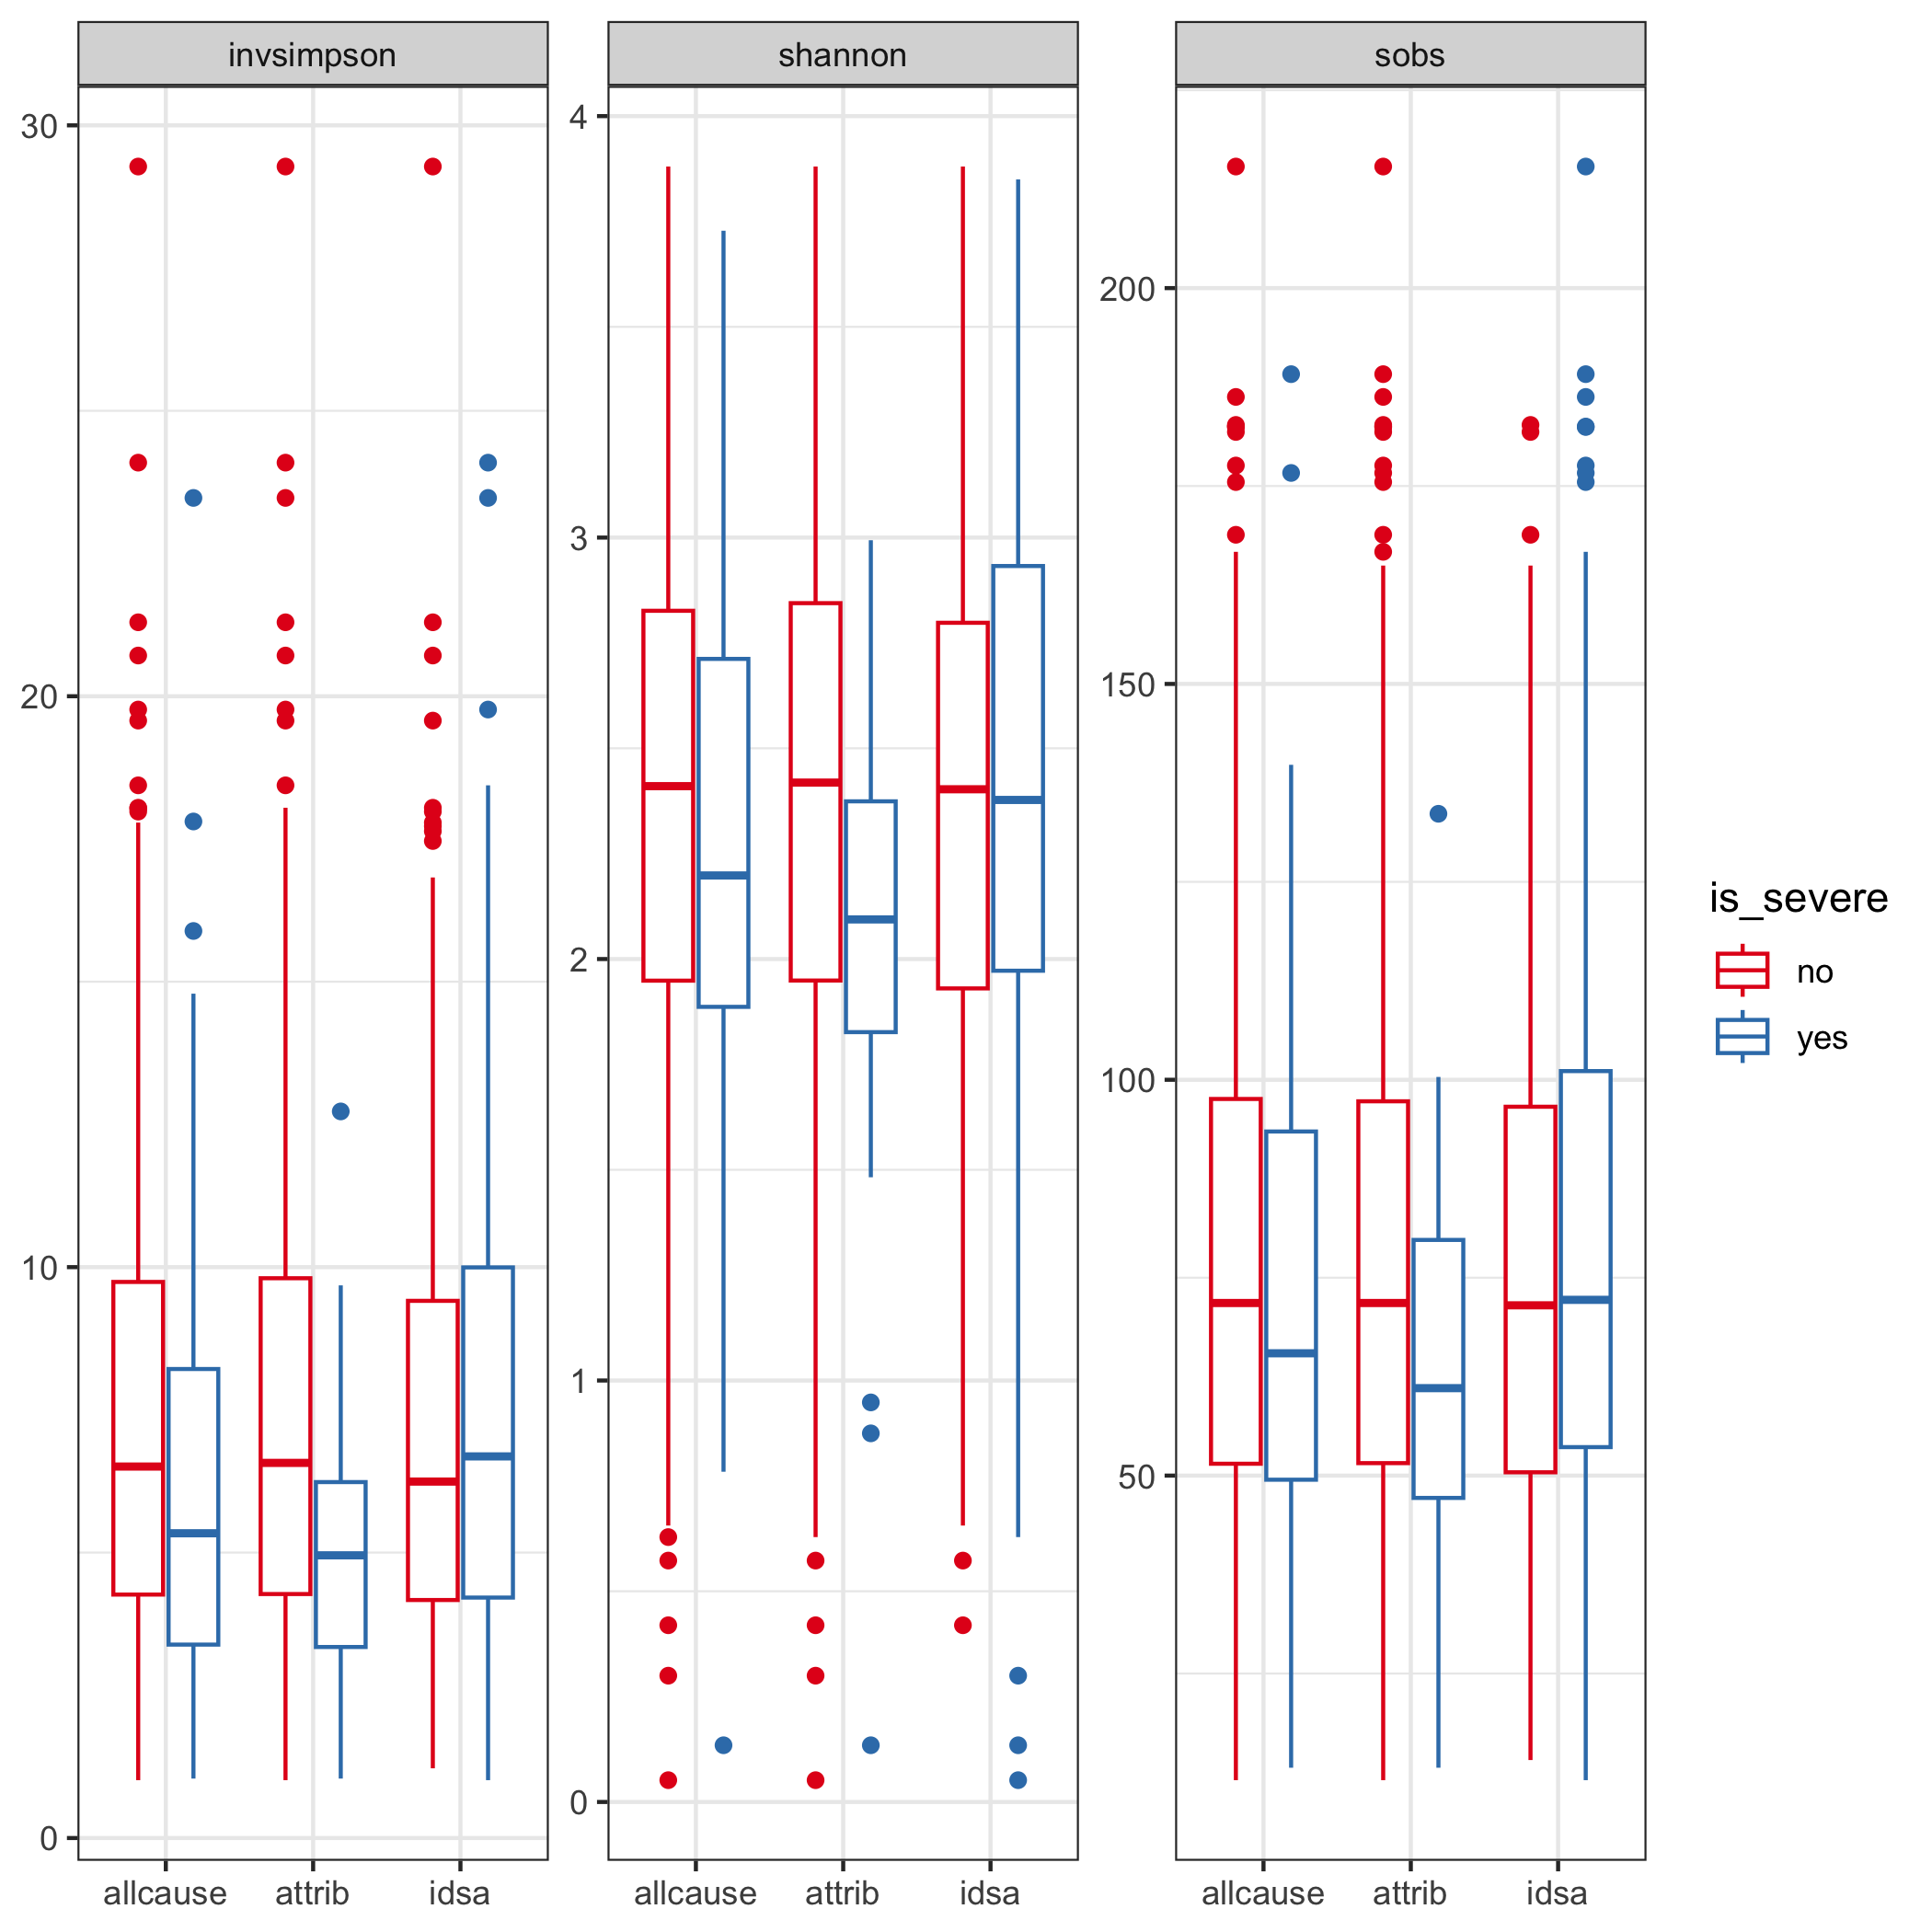 invsimpson
shannon
sobs
30
20
10
0
4
3
2
1
0
200
150
100
50
allcause
attrib
idsa
allcause
attrib
idsa
allcause
attrib
idsa
is_severe
no
yes